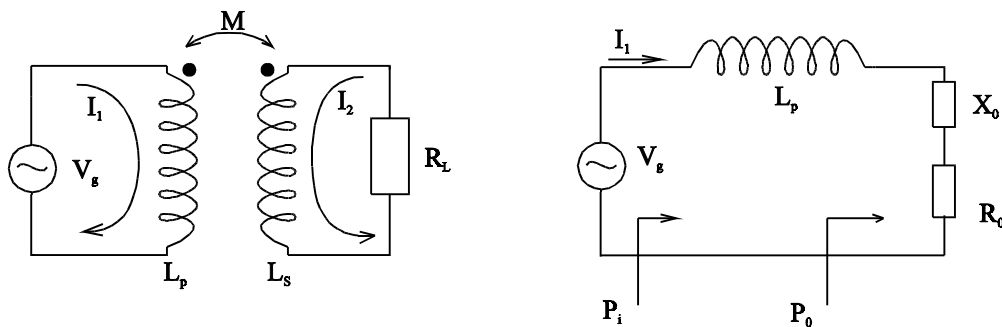 M
I₁
V_g
I₂
R_L
L_p
L_S
I₁
L_p
X₀
V_g
R₀
P_i
P₀